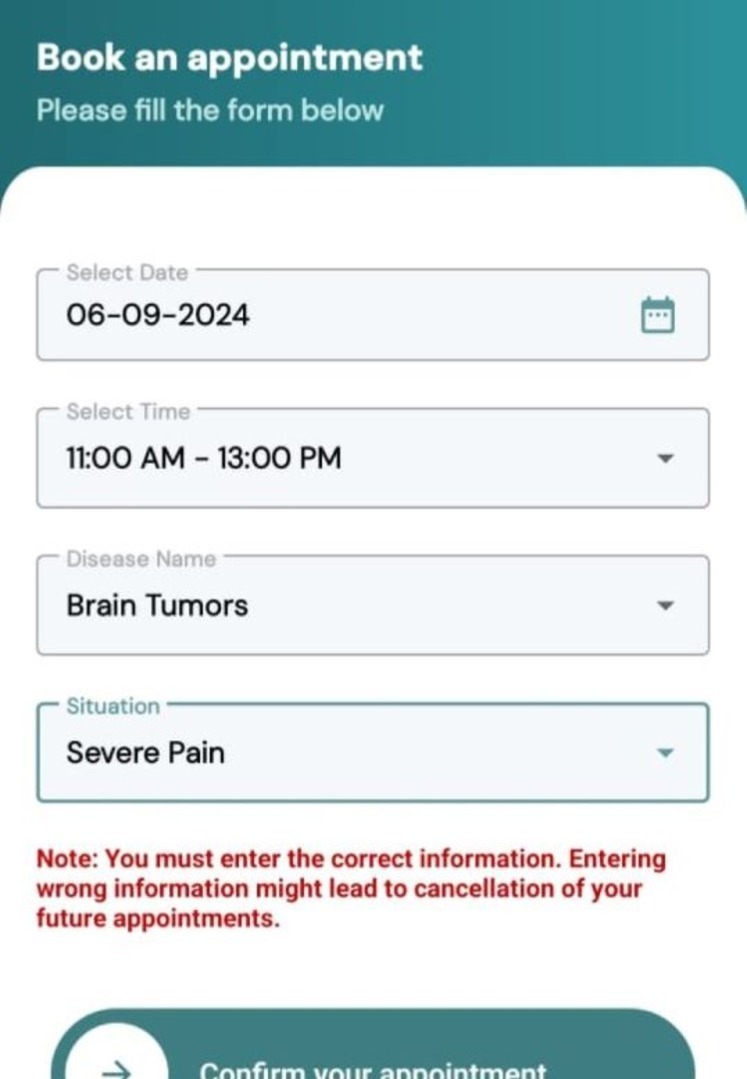 Book an appointment
Please fill the form below
Select Date
06-09-2024
Select Time
11:00 AM - 13:00 PM
Disease Name
Brain Tumors
Situation
Severe Pain
Note: You must enter the correct information. Entering
wrong information might lead to cancellation of your
future appointments.
Confirm your appointment